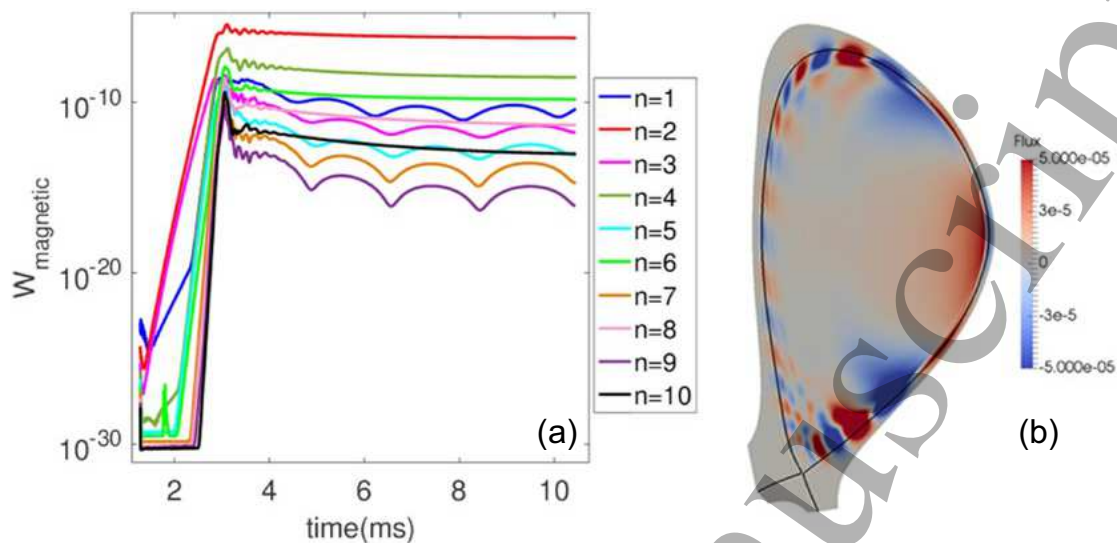 10^-10
10^-20
10^-30
W_magnetic
2
4
6
8
10
time(ms)
n=1
n=2
n=3
n=4
n=5
n=6
n=7
n=8
n=9
n=10
(a)
Flux
5.000e-05
3e-5
0
-3e-5
-5.000e-05
(b)
uscrip